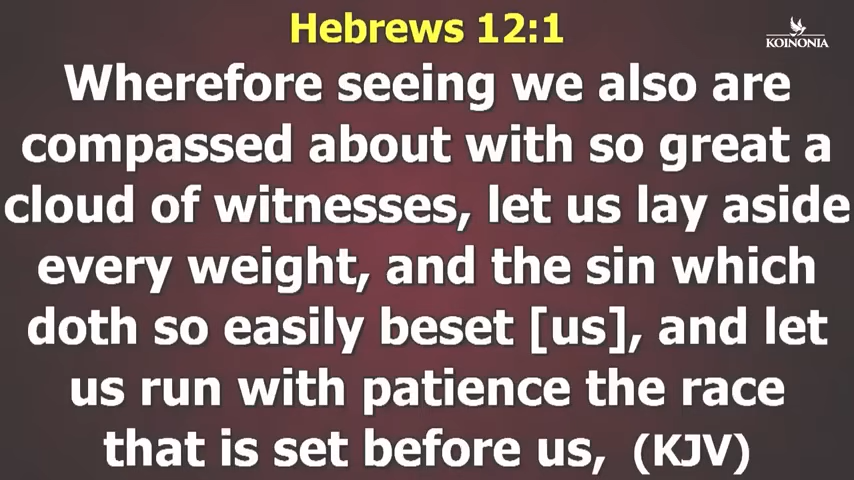 Hebrews 12:1
KOINONIA
Wherefore seeing we also are
compassed about with so great a
cloud of witnesses, let us lay aside
every weight, and the sin which
doth so easily beset [us], and let
us run with patience the race
that is set before us, (KJV)